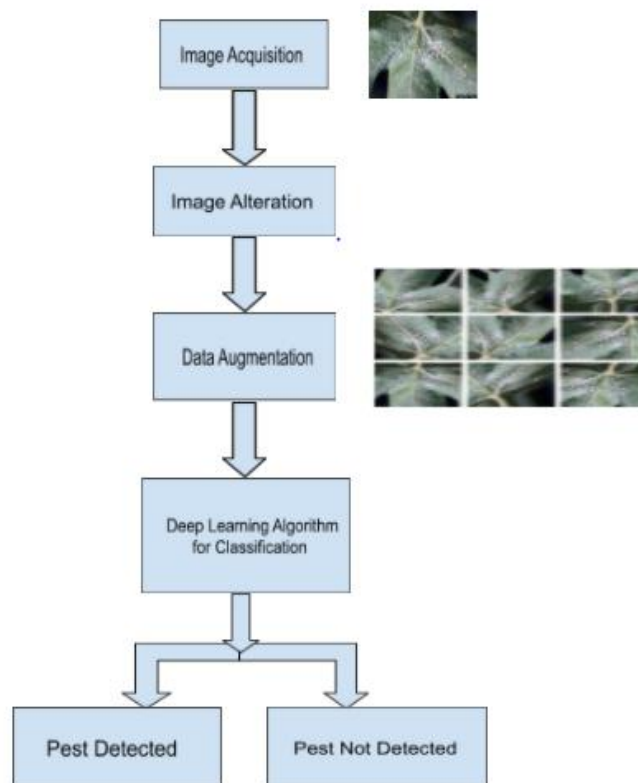 Image Acquisition
Image Alteration
Data Augmentation
Deep Learning Algorithm
for Classification
Pest Detected
Pest Not Detected